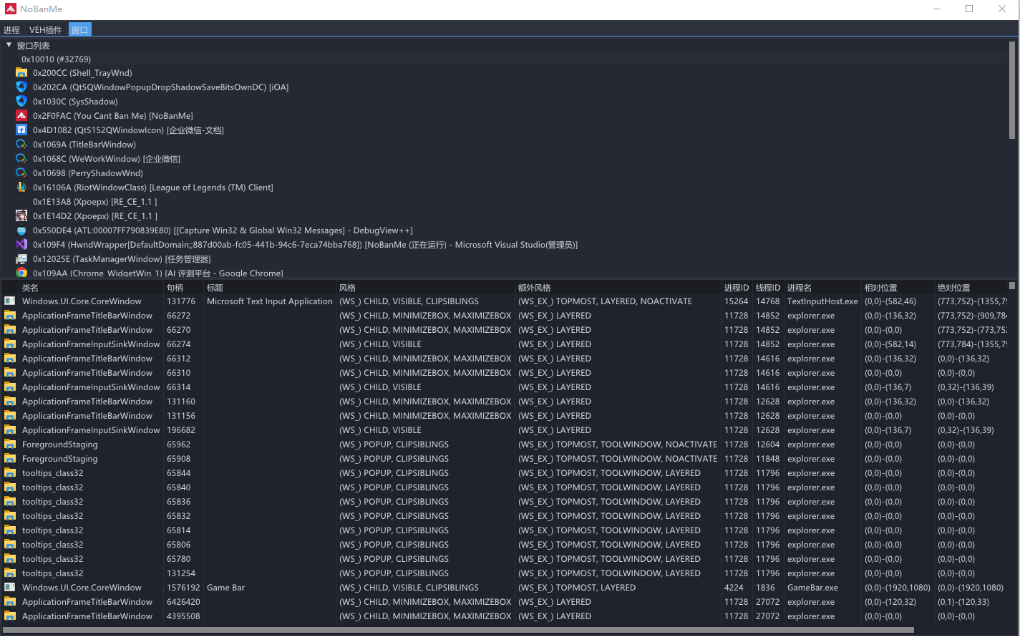 NoBanMe
进程 VEH插件 窗口
窗口列表
0x10010 (#32769)
0x200CC (Shell_TrayWnd)
0x202CA (Qt5QWindowPopupDropShadowSaveBitsOwnDC) [iOA]
0x1030C (SysShadow)
0x2F0FAC (You Cant Ban Me) [NoBanMe]
0x4D1082 (Qt5152QWindowIcon) [企业微信-文档]
0x1069A (TitleBarWindow)
0x1068C (WeWorkWindow) [企业微信]
0x10698 (PerryShadowWnd)
0x16106A (RiotWindowClass) [League of Legends (TM) Client]
0x1E13A8 (Xpoepx) [RE_CE_1.1 ]
0x1E14D2 (Xpoepx) [RE_CE_1.1 ]
0x550DE4 (ATL:00007FF790839E80) [[Capture Win32 & Global Win32 Messages] - DebugView++]
0x109F4 (HwndWrapper[DefaultDomain;;887d00ab-fc05-441b-94c6-7eca74bba768]) [NoBanMe (正在运行) - Microsoft Visual Studio(管理员)]
0x12025E (TaskManagerWindow) [任务管理器]
0x109AA (Chrome_WidgetWin_1) [AI 评测平台 - Google Chrome]
类名 句柄 标题 风格 额外风格 进程ID 线程ID 进程名 相对位置 绝对位置
Windows.UI.Core.CoreWindow 131776 Microsoft Text Input Application (WS_) CHILD, VISIBLE, CLIPSIBLINGS (WS_EX_) TOPMOST, LAYERED, NOACTIVATE 15264 14768 TextInputHost.exe (0,0)-(582,46) (773,752)-(1355,7
ApplicationFrameTitleBarWindow 66272 (WS_) CHILD, MINIMIZEBOX, MAXIMIZEBOX (WS_EX_) LAYERED 11728 14852 explorer.exe (0,0)-(136,32) (773,752)-(909,784
ApplicationFrameTitleBarWindow 66270 (WS_) CHILD, MINIMIZEBOX, MAXIMIZEBOX (WS_EX_) LAYERED 11728 14852 explorer.exe (0,0)-(0,0) (773,752)-(773,75
ApplicationFrameInputSinkWindow 66274 (WS_) CHILD, VISIBLE (WS_EX_) LAYERED 11728 14852 explorer.exe (0,0)-(582,14) (773,784)-(1355,7
ApplicationFrameTitleBarWindow 66312 (WS_) CHILD, MINIMIZEBOX, MAXIMIZEBOX (WS_EX_) LAYERED 11728 14616 explorer.exe (0,0)-(136,32) (0,0)-(136,32)
ApplicationFrameTitleBarWindow 66310 (WS_) CHILD, MINIMIZEBOX, MAXIMIZEBOX (WS_EX_) LAYERED 11728 14616 explorer.exe (0,0)-(0,0) (0,0)-(0,0)
ApplicationFrameInputSinkWindow 66314 (WS_) CHILD, VISIBLE (WS_EX_) LAYERED 11728 14616 explorer.exe (0,0)-(136,7) (0,32)-(136,39)
ApplicationFrameTitleBarWindow 131160 (WS_) CHILD, MINIMIZEBOX, MAXIMIZEBOX (WS_EX_) LAYERED 11728 12628 explorer.exe (0,0)-(136,32) (0,0)-(136,32)
ApplicationFrameTitleBarWindow 131156 (WS_) CHILD, MINIMIZEBOX, MAXIMIZEBOX (WS_EX_) LAYERED 11728 12628 explorer.exe (0,0)-(0,0) (0,0)-(0,0)
ApplicationFrameInputSinkWindow 196682 (WS_) CHILD, VISIBLE (WS_EX_) LAYERED 11728 12628 explorer.exe (0,0)-(136,7) (0,32)-(136,39)
ForegroundStaging 65962 (WS_) POPUP, CLIPSIBLINGS (WS_EX_) TOPMOST, TOOLWINDOW, NOACTIVATE 11728 12604 explorer.exe (0,0)-(0,0) (0,0)-(0,0)
ForegroundStaging 65908 (WS_) POPUP, CLIPSIBLINGS (WS_EX_) TOPMOST, TOOLWINDOW, NOACTIVATE 11728 11848 explorer.exe (0,0)-(0,0) (0,0)-(0,0)
tooltips_class32 65844 (WS_) POPUP, CLIPSIBLINGS (WS_EX_) TOPMOST, TOOLWINDOW, LAYERED 11728 11796 explorer.exe (0,0)-(0,0) (0,0)-(0,0)
tooltips_class32 65840 (WS_) POPUP, CLIPSIBLINGS (WS_EX_) TOPMOST, TOOLWINDOW, LAYERED 11728 11796 explorer.exe (0,0)-(0,0) (0,0)-(0,0)
tooltips_class32 65836 (WS_) POPUP, CLIPSIBLINGS (WS_EX_) TOPMOST, TOOLWINDOW, LAYERED 11728 11796 explorer.exe (0,0)-(0,0) (0,0)-(0,0)
tooltips_class32 65832 (WS_) POPUP, CLIPSIBLINGS (WS_EX_) TOPMOST, TOOLWINDOW, LAYERED 11728 11796 explorer.exe (0,0)-(0,0) (0,0)-(0,0)
tooltips_class32 65814 (WS_) POPUP, CLIPSIBLINGS (WS_EX_) TOPMOST, TOOLWINDOW, LAYERED 11728 11796 explorer.exe (0,0)-(0,0) (0,0)-(0,0)
tooltips_class32 65806 (WS_) POPUP, CLIPSIBLINGS (WS_EX_) TOPMOST, TOOLWINDOW, LAYERED 11728 11796 explorer.exe (0,0)-(0,0) (0,0)-(0,0)
tooltips_class32 65780 (WS_) POPUP, CLIPSIBLINGS (WS_EX_) TOPMOST, TOOLWINDOW, LAYERED 11728 11796 explorer.exe (0,0)-(0,0) (0,0)-(0,0)
tooltips_class32 131254 (WS_) POPUP, CLIPSIBLINGS (WS_EX_) TOPMOST, TOOLWINDOW, LAYERED 11728 11796 explorer.exe (0,0)-(0,0) (0,0)-(0,0)
Windows.UI.Core.CoreWindow 1576192 Game Bar (WS_) CHILD, VISIBLE, CLIPSIBLINGS (WS_EX_) TOPMOST, LAYERED 4224 1836 GameBar.exe (0,0)-(1920,1080) (0,0)-(1920,1080)
ApplicationFrameTitleBarWindow 6426420 (WS_) CHILD, MINIMIZEBOX, MAXIMIZEBOX (WS_EX_) LAYERED 11728 27072 explorer.exe (0,0)-(120,32) (0,1)-(120,33)
ApplicationFrameTitleBarWindow 4395508 (WS_) CHILD, MINIMIZEBOX, MAXIMIZEBOX (WS_EX_) LAYERED 11728 27072 explorer.exe (0,0)-(0,0) (0,0)-(0,0)